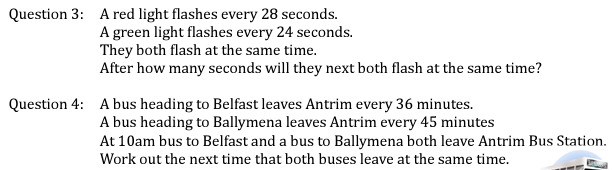 Question 3: A red light flashes every 28 seconds.
A green light flashes every 24 seconds.
They both flash at the same time.
After how many seconds will they next both flash at the same time?
Question 4: A bus heading to Belfast leaves Antrim every 36 minutes.
A bus heading to Ballymena leaves Antrim every 45 minutes
At 10am bus to Belfast and a bus to Ballymena both leave Antrim Bus Station.
Work out the next time that both buses leave at the same time.